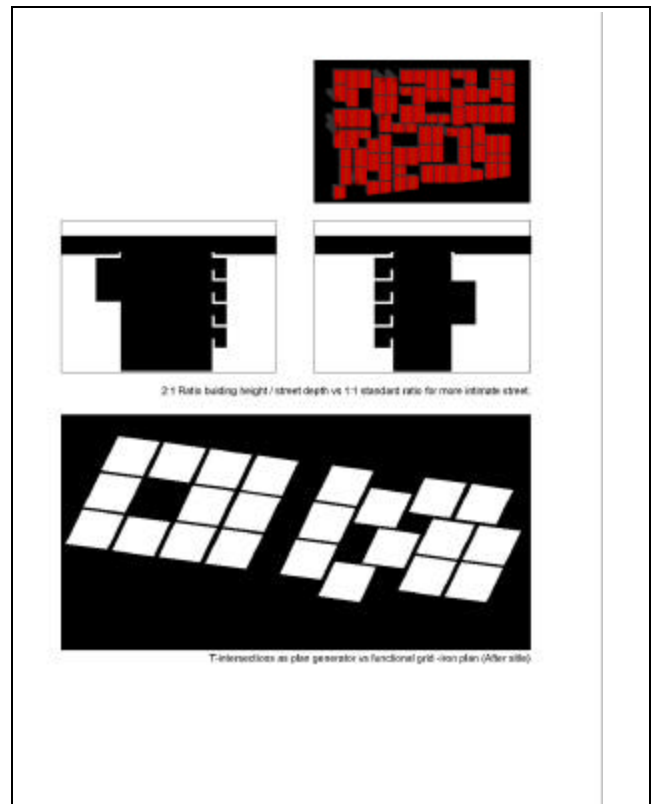 2:1 Ratio building height / street depth vs 1:1 standard ratio for more intimate street.
T-intersections as plan generator vs functional grid -iron plan (After sitte)